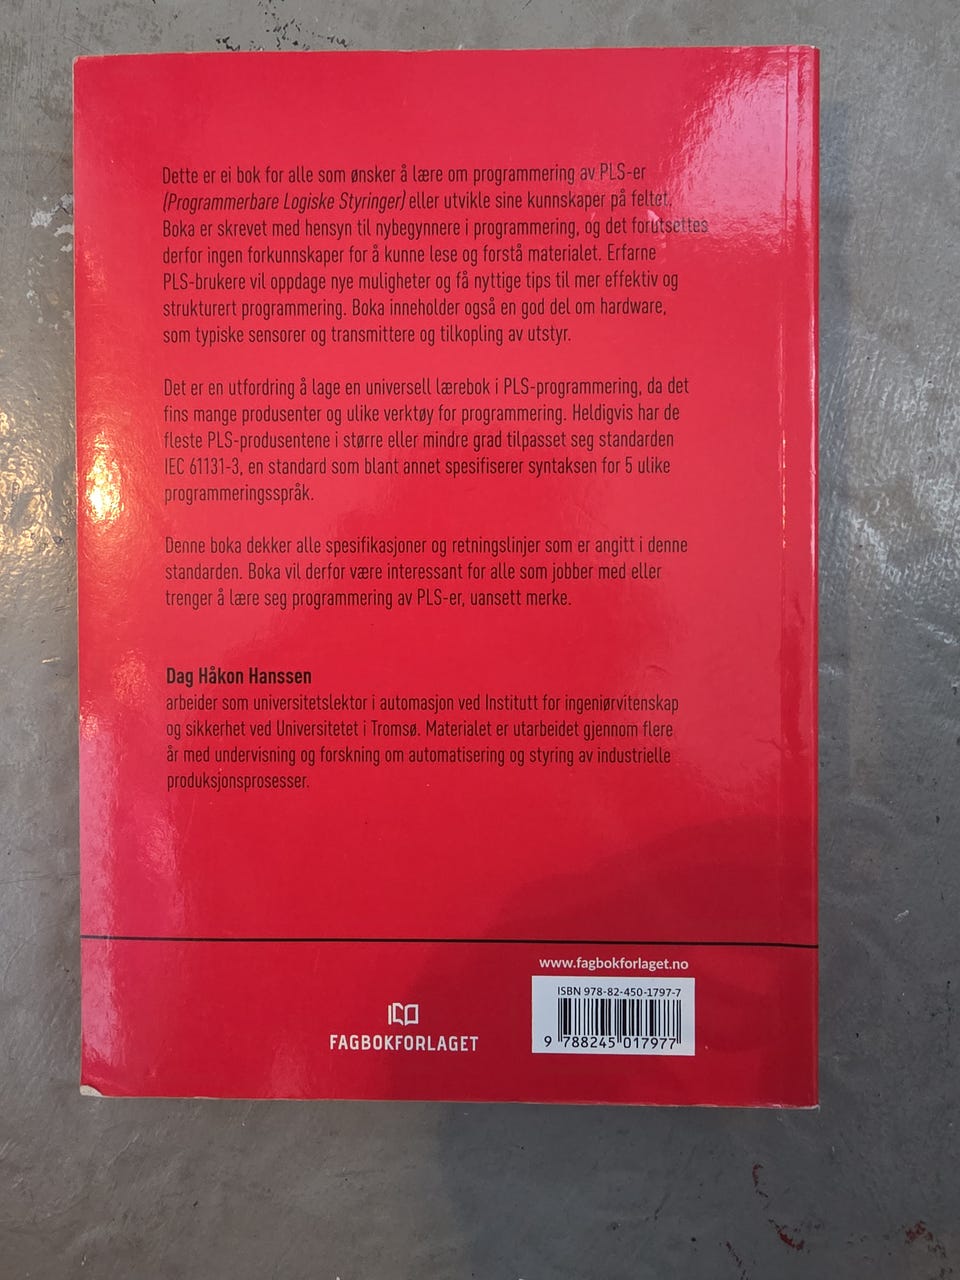 Dette er ei bok for alle som ønsker å lære om programmering av PLS-er
(Programmerbare Logiske Styringer) eller utvikle sine kunnskaper på feltet.
Boka er skrevet med hensyn til nybegynnere i programmering, og det forutsettes
derfor ingen forkunnskaper for å kunne lese og forstå materialet. Erfarne
PLS-brukere vil oppdage nye muligheter og få nyttige tips til mer effektiv og
strukturert programmering. Boka inneholder også en god del om hardware,
som typiske sensorer og transmittere og tilkopling av utstyr.
Det er en utfordring å lage en universell lærebok i PLS-programmering, da det
fins mange produsenter og ulike verktøy for programmering. Heldigvis har de
fleste PLS-produsentene i større eller mindre grad tilpasset seg standarden
IEC 61131-3, en standard som blant annet spesifiserer syntaksen for 5 ulike
programmeringsspråk.
Denne boka dekker alle spesifikasjoner og retningslinjer som er angitt i denne
standarden. Boka vil derfor være interessant for alle som jobber med eller
trenger å lære seg programmering av PLS-er, uansett merke.
Dag Håkon Hanssen
arbeider som universitetslektor i automasjon ved Institutt for ingeniørvitenskap
og sikkerhet ved Universitetet i Tromsø. Materialet er utarbeidet gjennom flere
år med undervisning og forskning om automatisering og styring av industrielle
produksjonsprosesser.
www.fagbokforlaget.no
ISBN 978-82-450-1797-7
9 788245 017977
FAGBOKFORLAGET